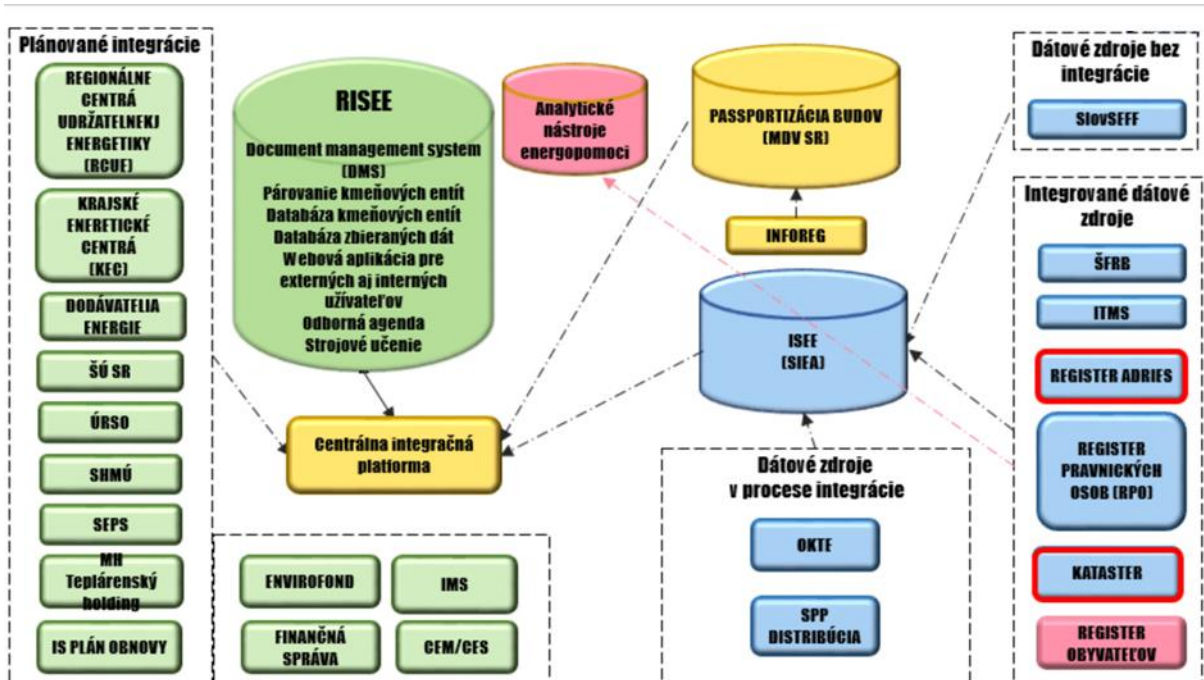 Plánované integrácie
REGIONÁLNE
CENTRÁ
UDRŽATELNEKJ
ENERGETIKY
(RCUE)
KRAJSKÉ
ENERETICKÉ
CENTRÁ
(KEC)
DODÁVATELIA
ENERGIE
ŠÚ SR
ÚRSO
SHMÚ
SEPS
MH
Teplárenský
holding
IS PLÁN OBNOVY
RISEE
Document management system
(DMS)
Párovanie kmeňových entít
Databáza kmeňových entít
Databáza zbieraných dát
Webová aplikácia pre
externých aj interných
užívateľov
Odborná agenda
Strojové učenie
Analytické
nástroje
energopomoci
PASSPORTIZÁCIA BUDOV
(MDV SR)
INFOREG
ISEE
(SIEA)
Centrálna integračná
platforma
ENVIROFOND
IMS
FINANČNÁ
SPRÁVA
CEM/CES
Dátové zdroje
v procese integrácie
OKTE
SPP
DISTRIBÚCIA
Dátové zdroje bez
integrácie
SlovSEFF
Integrované dátové
zdroje
ŠFRB
ITMS
REGISTER ADRIES
REGISTER
PRAVNICKÝCH
OSOB (RPO)
KATASTER
REGISTER
OBYVATEĽOV